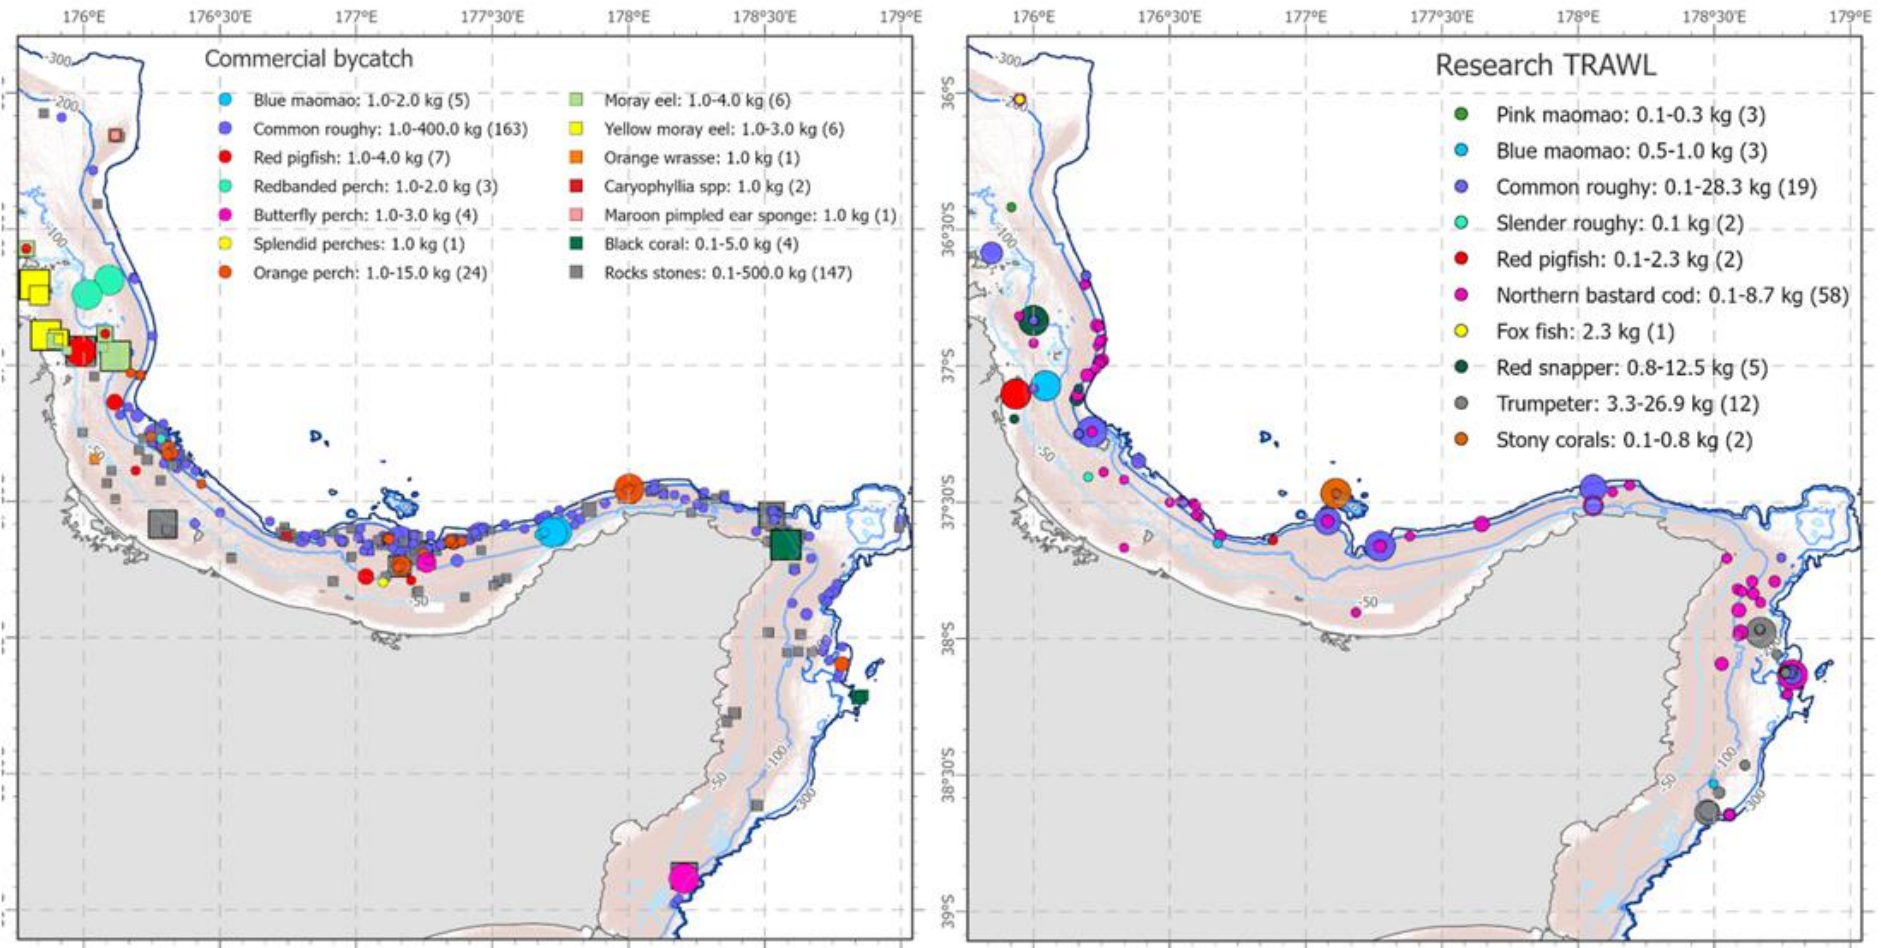 176°E 176°30'E 177°E 177°30'E 178°E 178°30'E 179°E
Commercial bycatch
Blue maomao: 1.0-2.0 kg (5)
Common roughy: 1.0-400.0 kg (163)
Red pigfish: 1.0-4.0 kg (7)
Redbanded perch: 1.0-2.0 kg (3)
Butterfly perch: 1.0-3.0 kg (4)
Splendid perches: 1.0 kg (1)
Orange perch: 1.0-15.0 kg (24)
Moray eel: 1.0-4.0 kg (6)
Yellow moray eel: 1.0-3.0 kg (6)
Orange wrasse: 1.0 kg (1)
Caryophyllia spp: 1.0 kg (2)
Maroon pimpled ear sponge: 1.0 kg (1)
Black coral: 0.1-5.0 kg (4)
Rocks stones: 0.1-500.0 kg (147)
-300
-200
-100
-50
-50
-100
-50
-300
176°E 176°30'E 177°E 177°30'E 178°E 178°30'E 179°E
Research TRAWL
Pink maomao: 0.1-0.3 kg (3)
Blue maomao: 0.5-1.0 kg (3)
Common roughy: 0.1-28.3 kg (19)
Slender roughy: 0.1 kg (2)
Red pigfish: 0.1-2.3 kg (2)
Northern bastard cod: 0.1-8.7 kg (58)
Fox fish: 2.3 kg (1)
Red snapper: 0.8-12.5 kg (5)
Trumpeter: 3.3-26.9 kg (12)
Stony corals: 0.1-0.8 kg (2)
36°S
36°30'S
37°S
37°30'S
38°S
38°30'S
39°S
-300
-100
-50
-50
-100
-50
-300